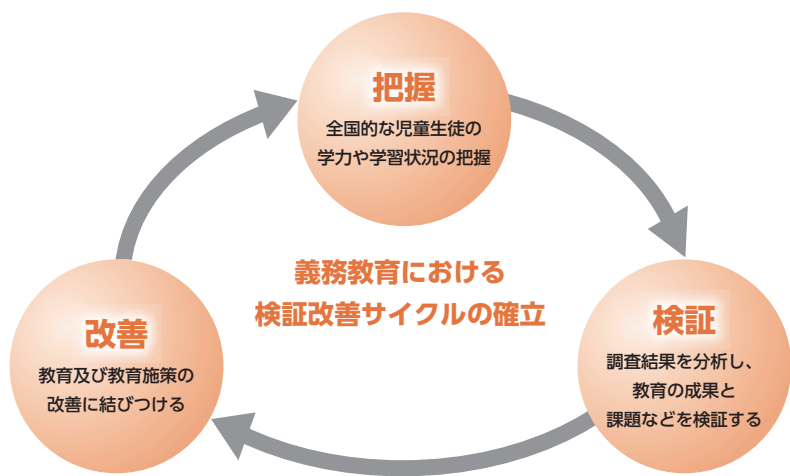 把握
全国的な児童生徒の
学力や学習状況の把握
義務教育における
検証改善サイクルの確立
検証
調査結果を分析し、
教育の成果と
課題などを検証する
改善
教育及び教育施策の
改善に結びつける